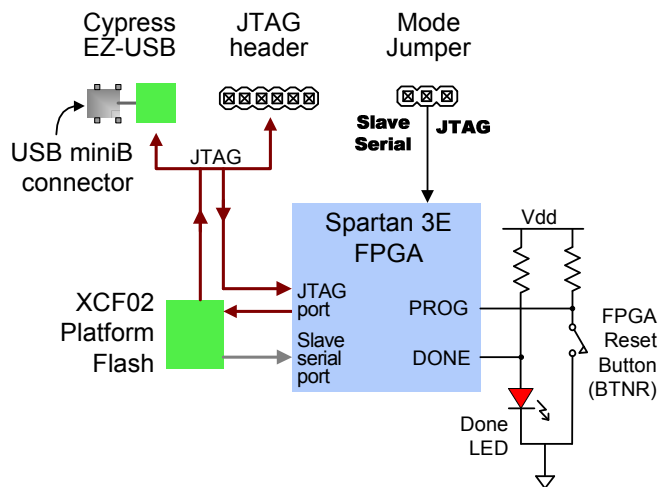 Cypress
EZ-USB
JTAG
header
Mode
Jumper
USB miniB
connector
JTAG
Slave
Serial
JTAG
Spartan 3E
FPGA
Vdd
JTAG
port
PROG
XCF02
Platform
Flash
Slave
serial
port
DONE
FPGA
Reset
Button
(BTNR)
Done
LED